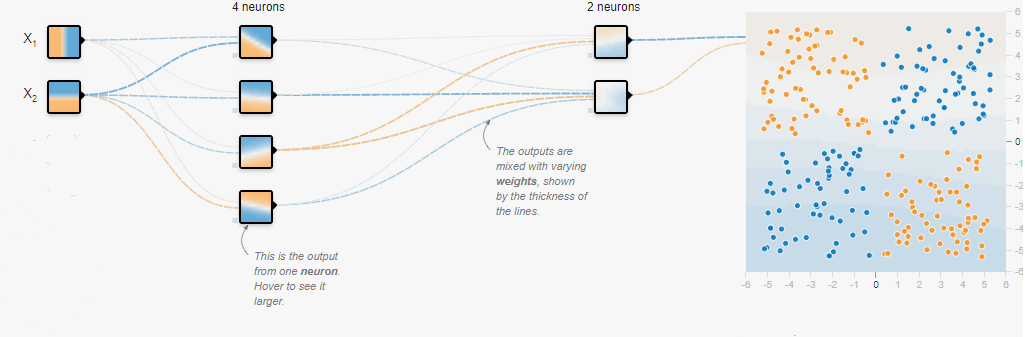 4 neurons
2 neurons
X1
X2
The outputs are
mixed with varying
weights, shown
by the thickness of
the lines.
This is the output
from one neuron.
Hover to see it
larger.
6
5
4
3
2
1
0
-1
-2
-3
-4
-5
-6
-6 -5 -4 -3 -2 -1 0 1 2 3 4 5 6